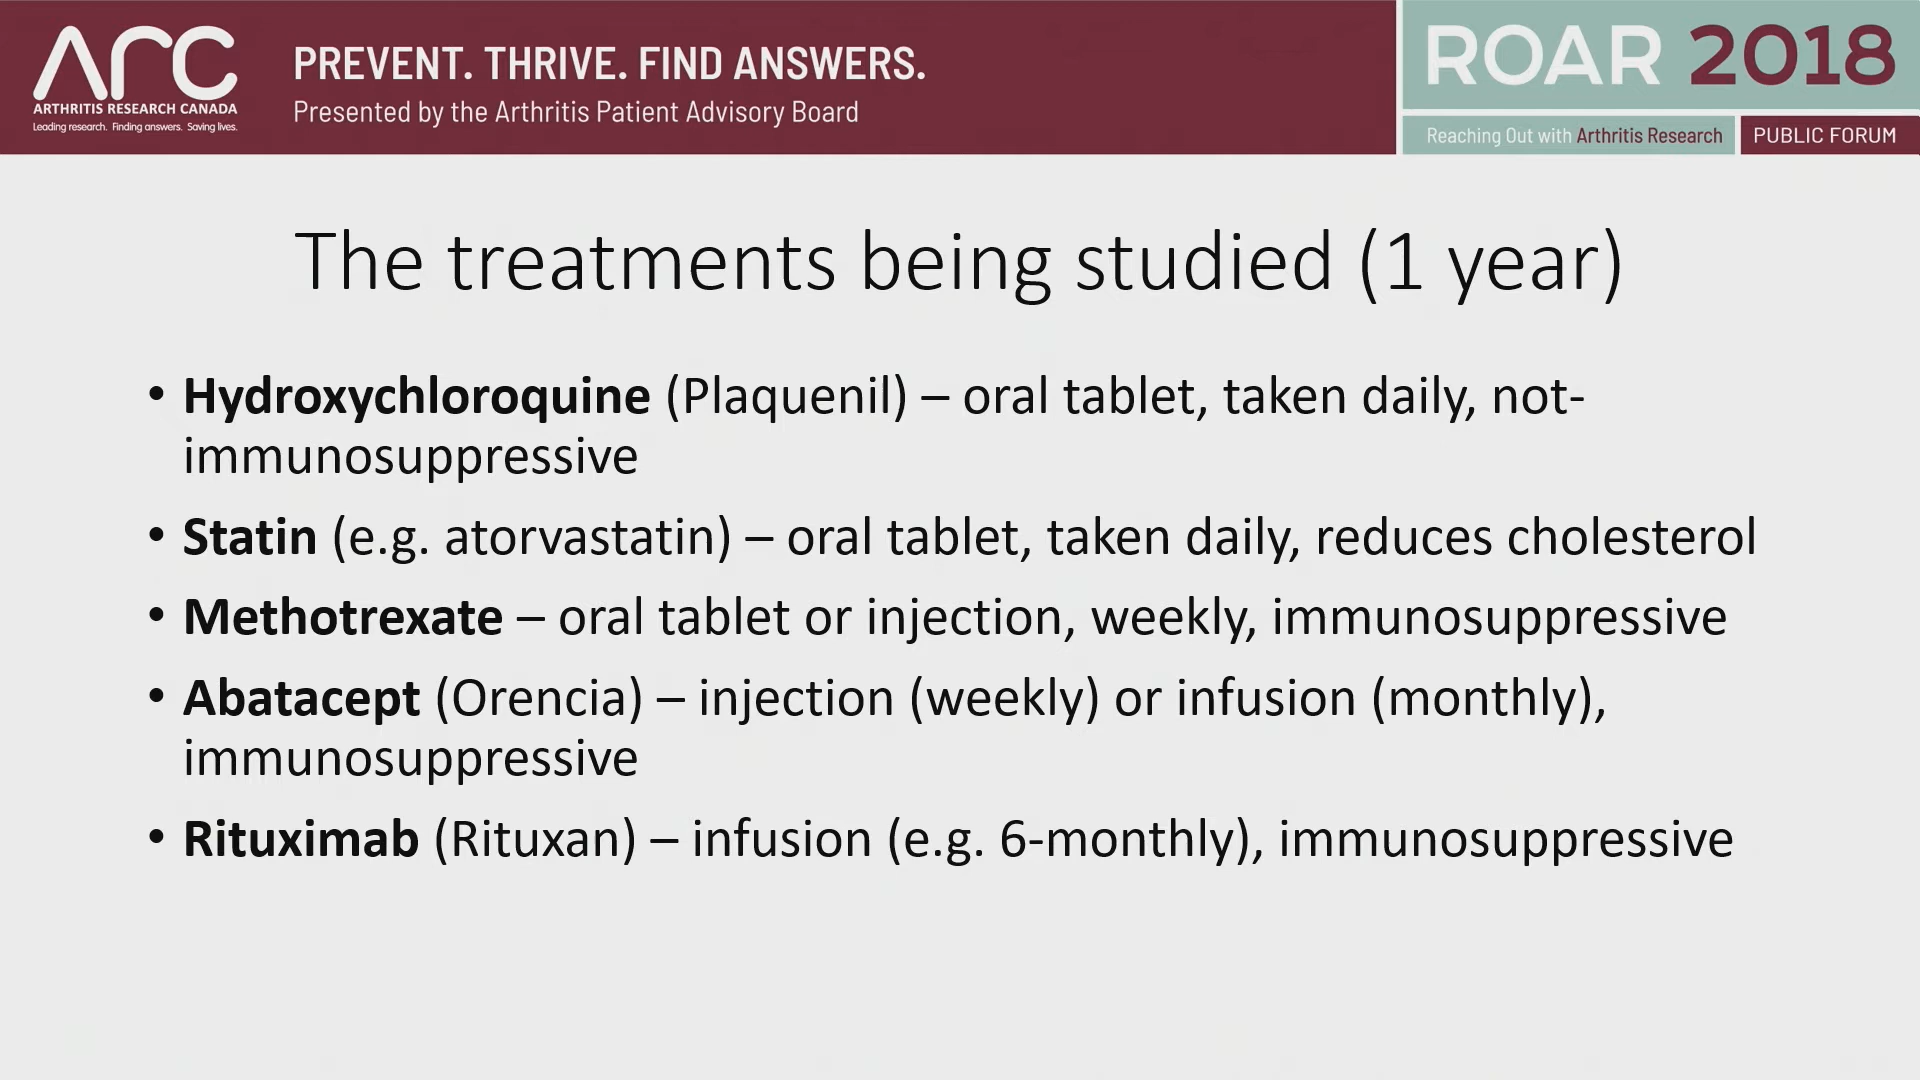 ARC
ARTHRITIS RESEARCH CANADA
Leading research. Finding answers. Saving lives.
PREVENT. THRIVE. FIND ANSWERS.
Presented by the Arthritis Patient Advisory Board
ROAR 2018
Reaching Out with Arthritis Research
PUBLIC FORUM
The treatments being studied (1 year)
• Hydroxychloroquine (Plaquenil) – oral tablet, taken daily, not-
immunosuppressive
• Statin (e.g. atorvastatin) – oral tablet, taken daily, reduces cholesterol
• Methotrexate – oral tablet or injection, weekly, immunosuppressive
• Abatacept (Orencia) – injection (weekly) or infusion (monthly),
immunosuppressive
• Rituximab (Rituxan) – infusion (e.g. 6-monthly), immunosuppressive